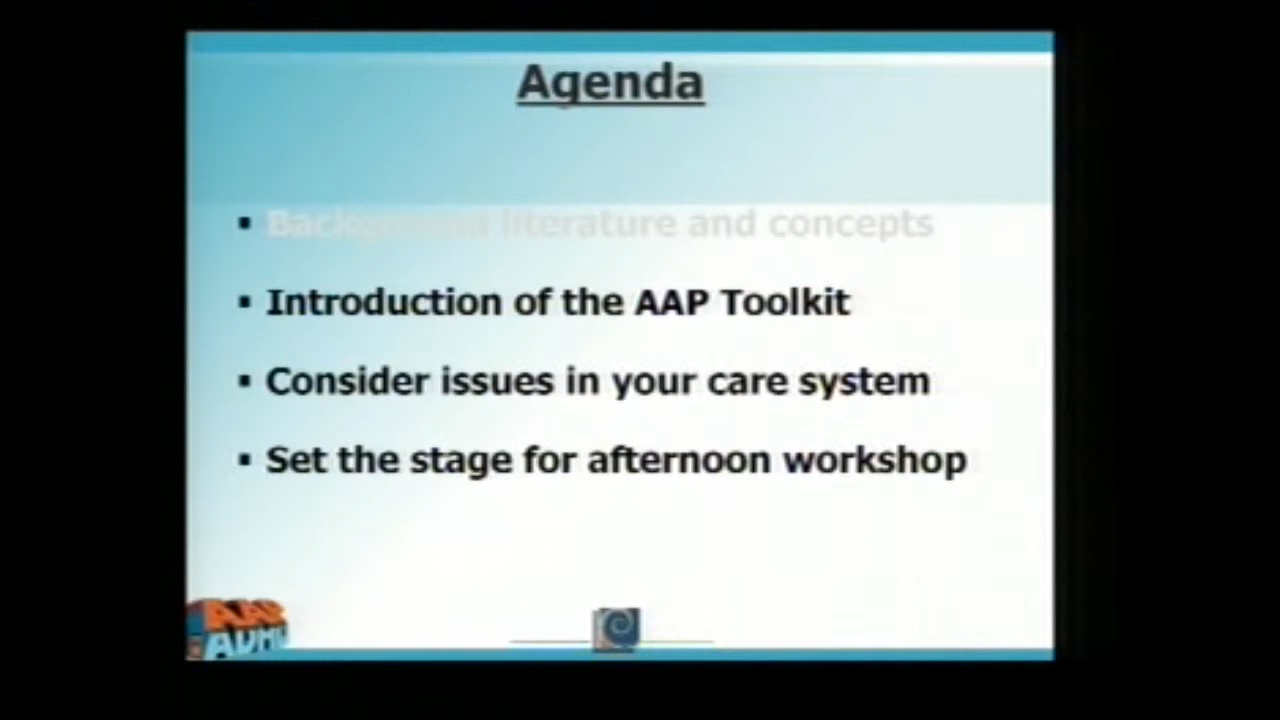 Agenda
▪ Background literature and concepts
▪ Introduction of the AAP Toolkit
▪ Consider issues in your care system
▪ Set the stage for afternoon workshop
AAP